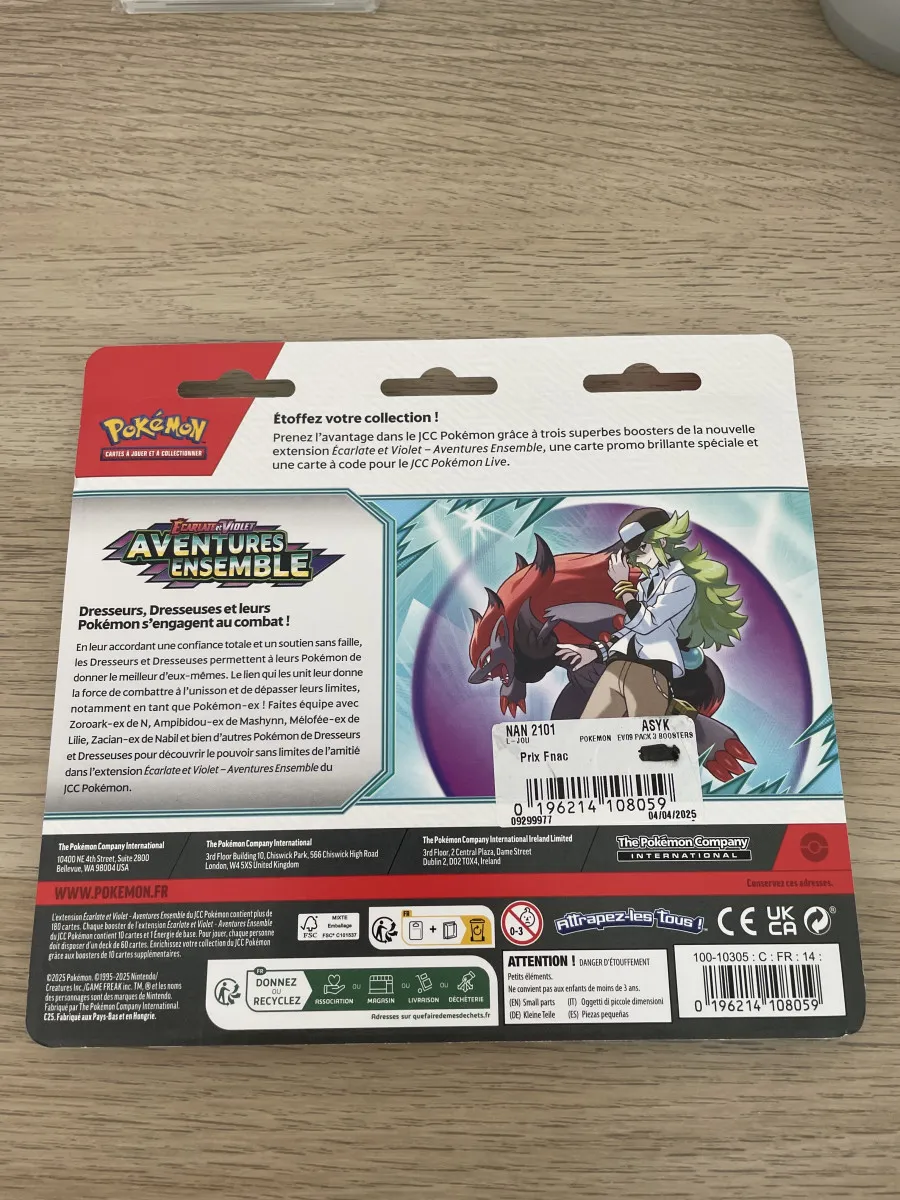 POKéMON
CARTES À JOUER ET À COLLECTIONNER
Étoffez votre collection !
Prenez l'avantage dans le JCC Pokémon grâce à trois superbes boosters de la nouvelle
extension Écarlate et Violet – Aventures Ensemble, une carte promo brillante spéciale et
une carte à code pour le JCC Pokémon Live.
ÉCARLATE et VIOLET
AVENTURES
ENSEMBLE
Dresseurs, Dresseuses et leurs
Pokémon s'engagent au combat !
En leur accordant une confiance totale et un soutien sans faille,
les Dresseurs et Dresseuses permettent à leurs Pokémon de
donner le meilleur d'eux-mêmes. Le lien qui les unit leur donne
la force de combattre à l'unisson et de dépasser leurs limites,
notamment en tant que Pokémon-ex ! Faites équipe avec
Zoroark-ex de N, Ampibidou-ex de Mashynn, Mélofée-ex de
Lilie, Zacian-ex de Nabil et bien d'autres Pokémon de Dresseurs
et Dresseuses pour découvrir le pouvoir sans limites de l'amitié
dans l'extension Écarlate et Violet – Aventures Ensemble du
JCC Pokémon.
NAN 2101 ASYK
L-JOU POKEMON EV09 PACK 3 BOOSTERS
Prix Fnac
0 196214 108059
09299977 04/04/2025
The Pokémon Company International
10400 NE 4th Street, Suite 2800
Bellevue, WA 98004 USA
The Pokémon Company International
3rd Floor Building 10, Chiswick Park, 566 Chiswick High Road
London, W4 5XS United Kingdom
The Pokémon Company International Ireland Limited
3rd Floor, 2 Central Plaza, Dame Street
Dublin 2, D02 T0X4, Ireland
The Pokémon Company
INTERNATIONAL
WWW.POKEMON.FR
Conservez ces adresses.
L'extension Écarlate et Violet - Aventures Ensemble du JCC Pokémon contient plus de
180 cartes. Chaque booster de l'extension Écarlate et Violet - Aventures Ensemble
du JCC Pokémon contient 10 cartes et 1 Énergie de base. Pour jouer, chaque personne
doit disposer d'un deck de 60 cartes. Enrichissez votre collection du JCC Pokémon
grâce aux boosters de 10 cartes supplémentaires.
©2025 Pokémon. ©1995-2025 Nintendo/
Creatures Inc./GAME FREAK inc. TM, ® et les noms
des personnages sont des marques de Nintendo.
Fabriqué par The Pokémon Company International.
C25. Fabriqué aux Pays-Bas et en Hongrie.
FSC
MIXTE
Emballage
FSC® C101537
FR
+
0-3
Attrapez-les Tous !™
CE
UK
CA
FR
DONNEZ
ou
RECYCLEZ
ASSOCIATION
ou
MAGASIN
ou
LIVRAISON
ou
DÉCHÈTERIE
Adresses sur quefairedemesdechets.fr
ATTENTION ! DANGER D'ÉTOUFFEMENT
Petits éléments.
Ne convient pas aux enfants de moins de 3 ans.
(EN) Small parts (IT) Oggetti di piccole dimensioni
(DE) Kleine Teile (ES) Piezas pequeñas
100-10305 : C : FR : 14 :
0 196214 108059